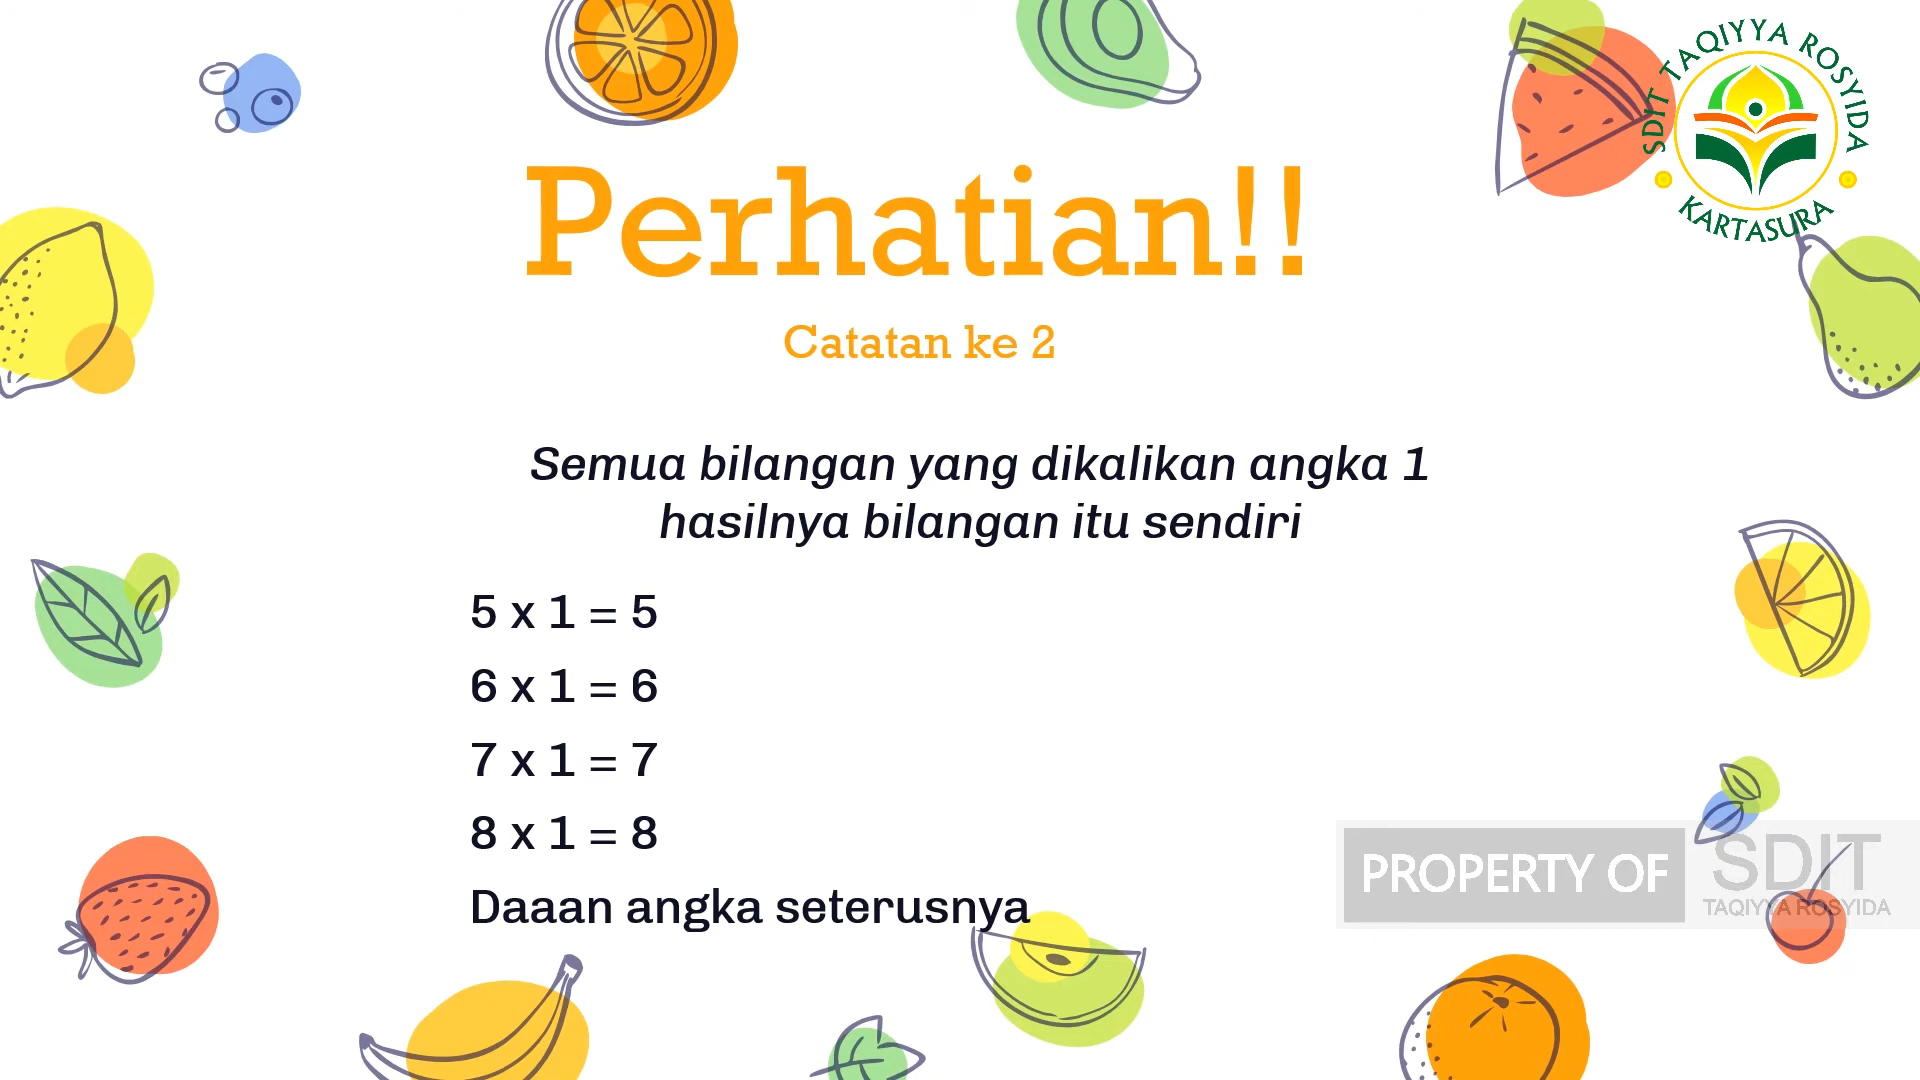 SDIT TAQIYYA ROSYIDA
KARTASURA
Perhatian!!
Catatan ke 2
Semua bilangan yang dikalikan angka 1
hasilnya bilangan itu sendiri
5 x 1 = 5
6 x 1 = 6
7 x 1 = 7
8 x 1 = 8
Daaan angka seterusnya
PROPERTY OF
SDIT
TAQIYYA ROSYIDA